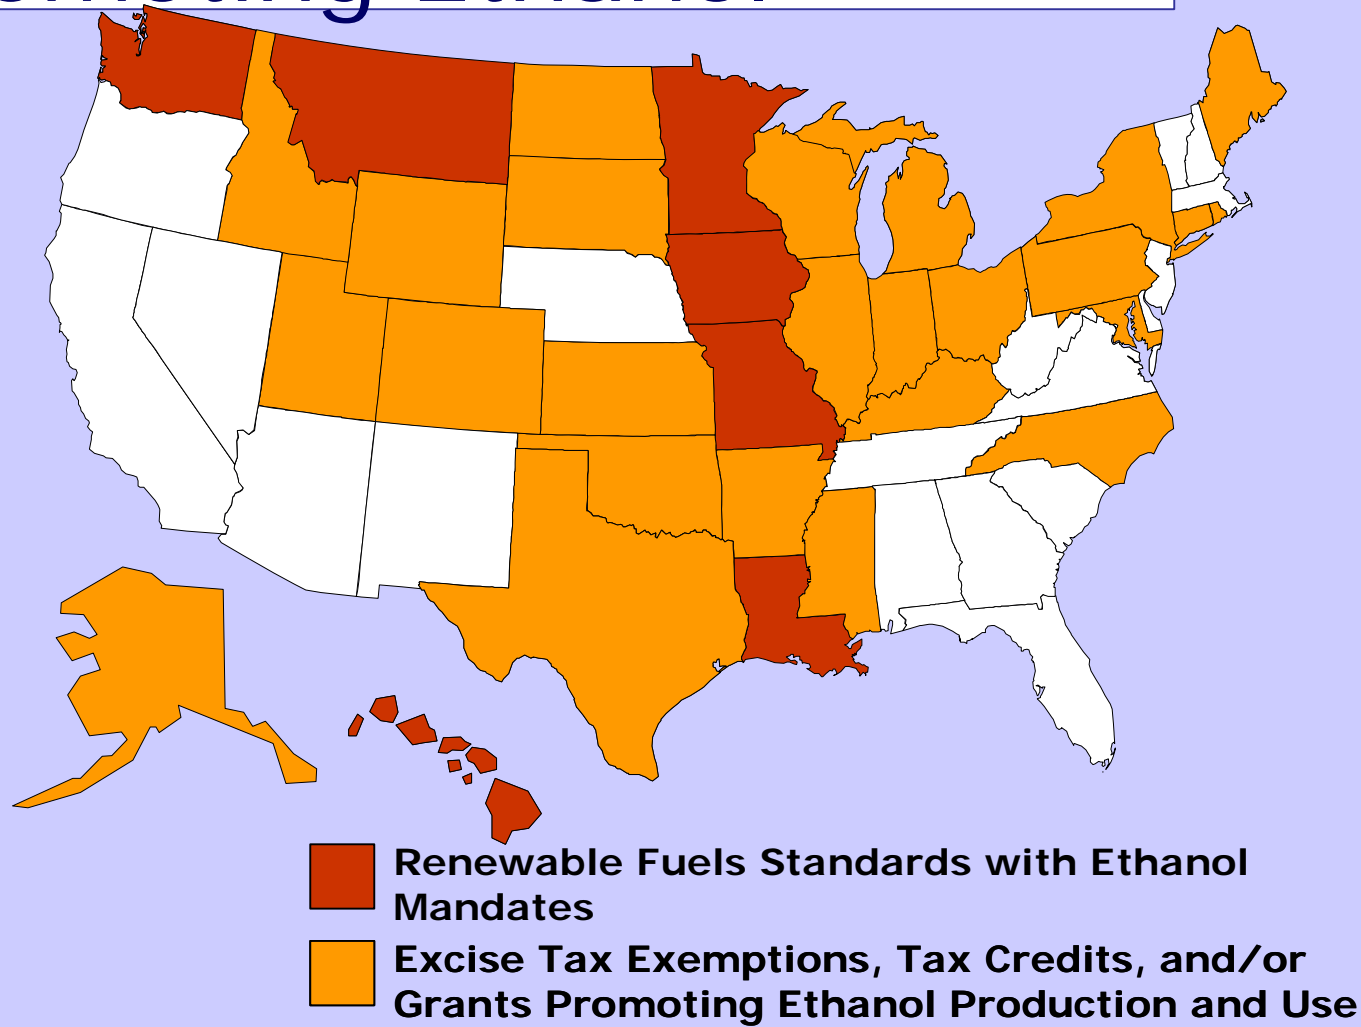 Ethanol
Renewable Fuels Standards with Ethanol
Mandates
Excise Tax Exemptions, Tax Credits, and/or
Grants Promoting Ethanol Production and Use